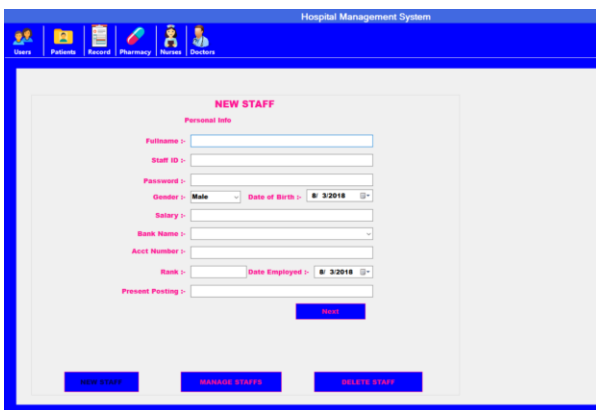 Hospital Management System
Users Patients Record Pharmacy Nurses Doctors
NEW STAFF
Personal Info
Fullname :-
Staff ID :-
Password :-
Gender :- Male Date of Birth :- 8/ 3/2018
Salary :-
Bank Name :-
Acct Number :-
Rank :- Date Employed :- 8/ 3/2018
Present Posting :-
Next
NEW STAFF MANAGE STAFFS DELETE STAFF